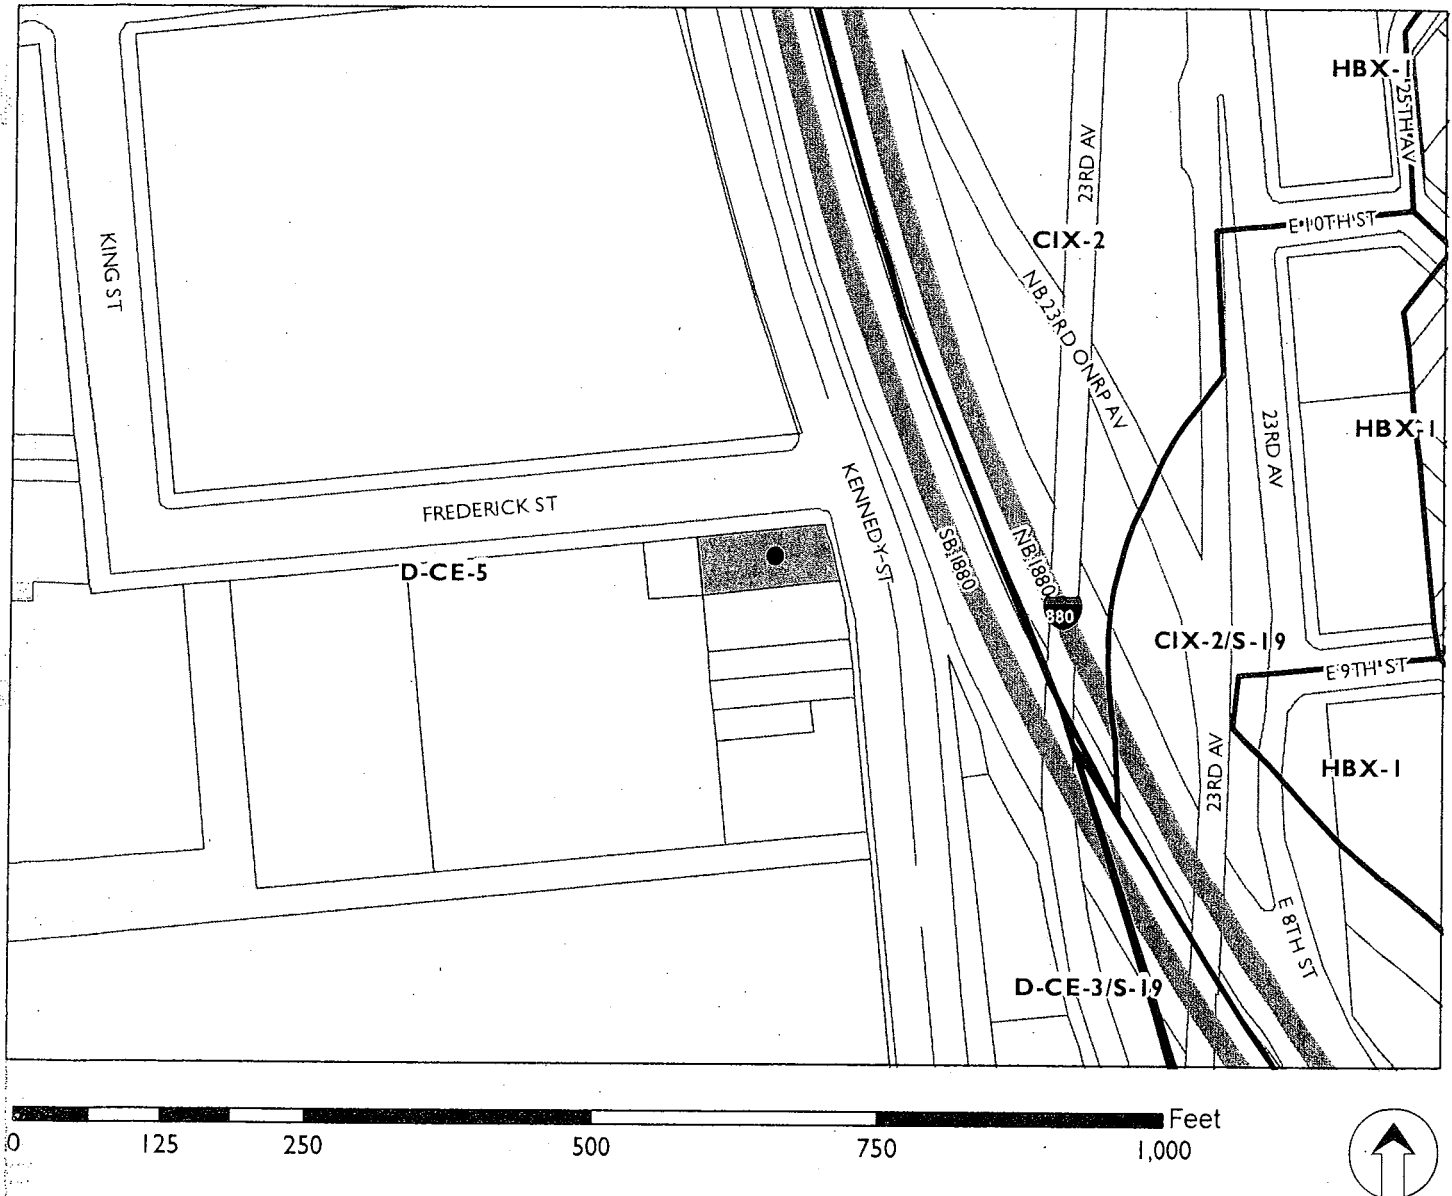 HBX-1
25TH AV
23RD AV
E 10TH ST
CIX-2
KING ST
NB 23RD ONRP AV
23RD AV
HBX-1
FREDERICK ST
KENNEDY ST
SB I880
NB I880
D-CE-5
880
CIX-2/S-19
E 9TH ST
23RD AV
HBX-1
E 8TH ST
D-CE-3/S-19
Feet
0 125 250 500 750 1,000